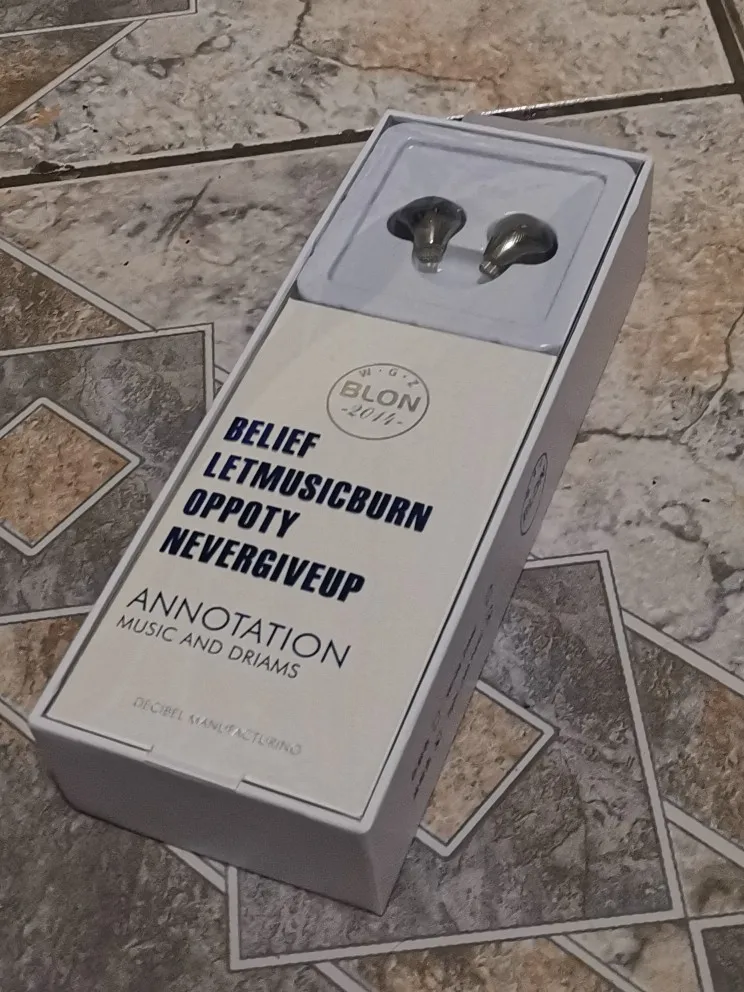 W·G·Z
BLON
-2014-
BELIEF
LETMUSICBURN
OPPOTY
NEVERGIVEUP
ANNOTATION
MUSIC AND DRIAMS
DECIBEL MANUFACTURING